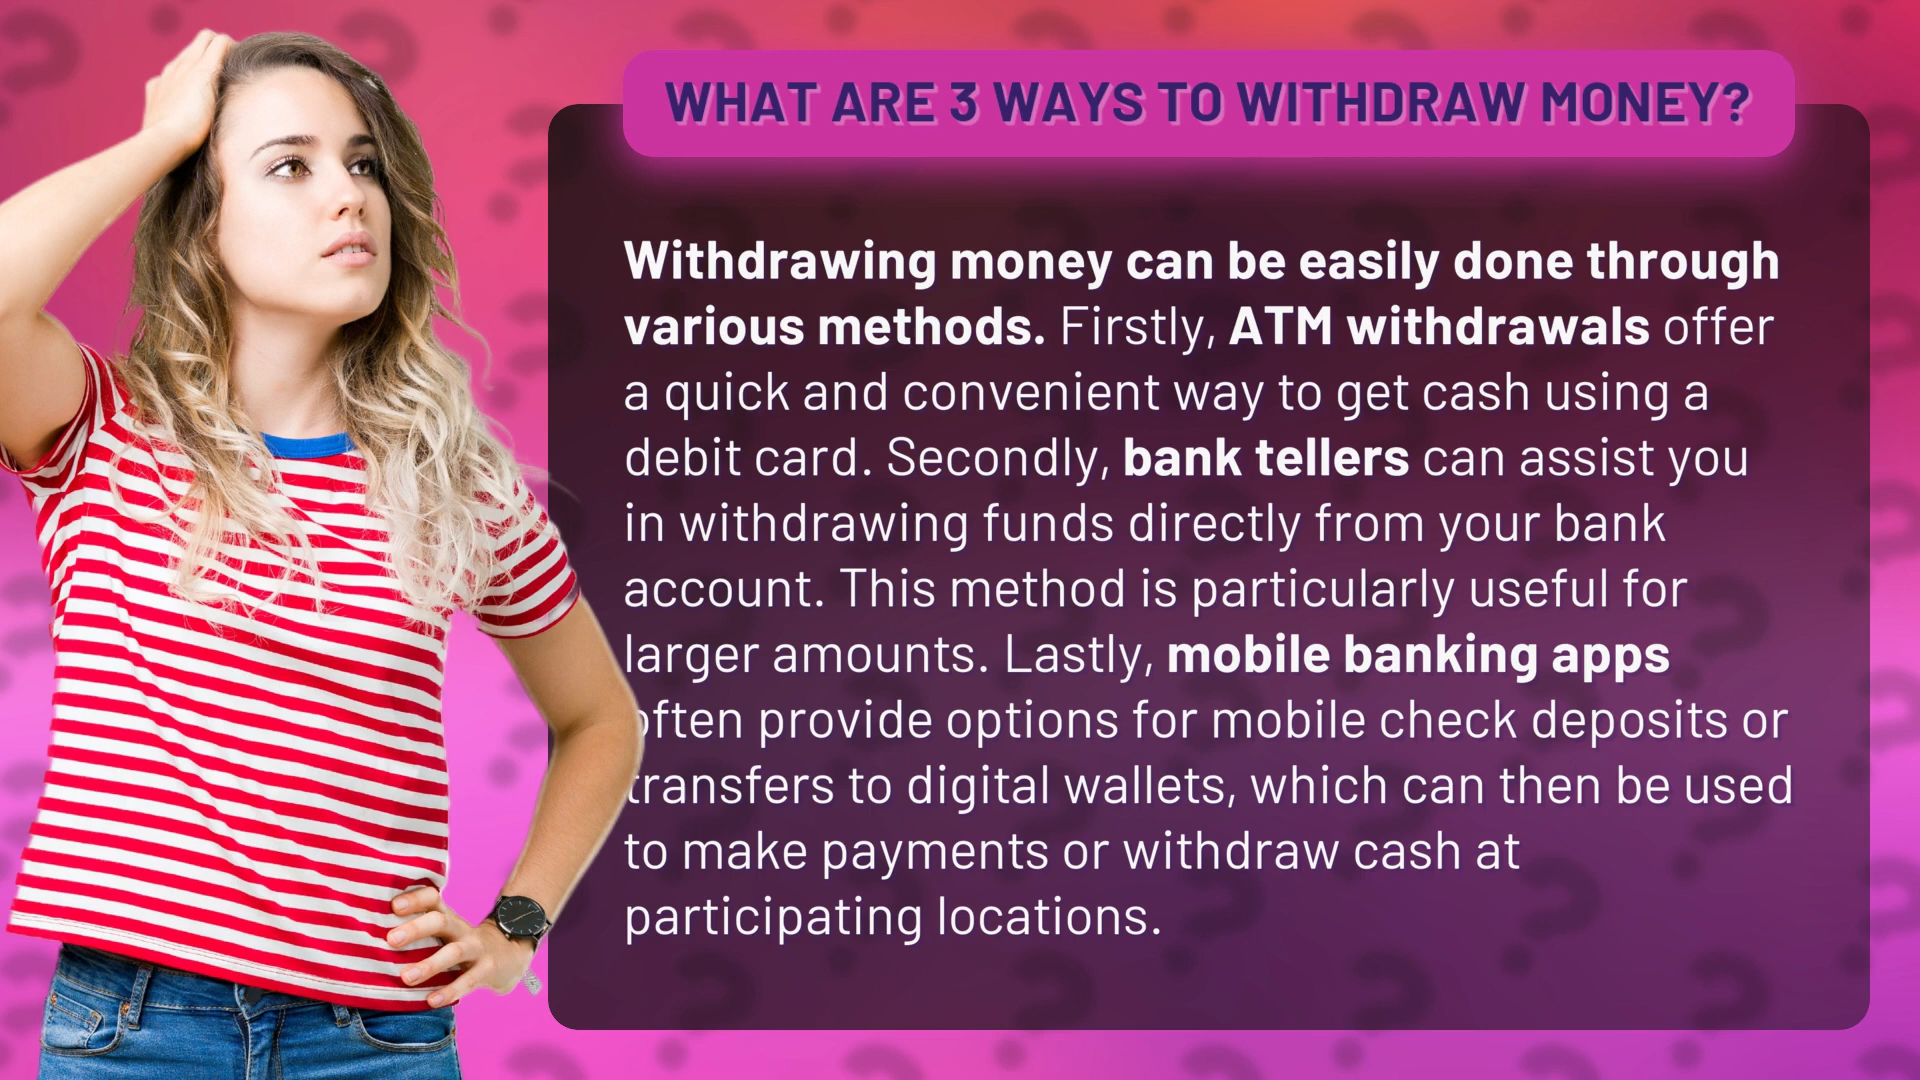 WHAT ARE 3 WAYS TO WITHDRAW MONEY?
Withdrawing money can be easily done through
various methods. Firstly, ATM withdrawals offer
a quick and convenient way to get cash using a
debit card. Secondly, bank tellers can assist you
in withdrawing funds directly from your bank
account. This method is particularly useful for
larger amounts. Lastly, mobile banking apps
often provide options for mobile check deposits or
transfers to digital wallets, which can then be used
to make payments or withdraw cash at
participating locations.